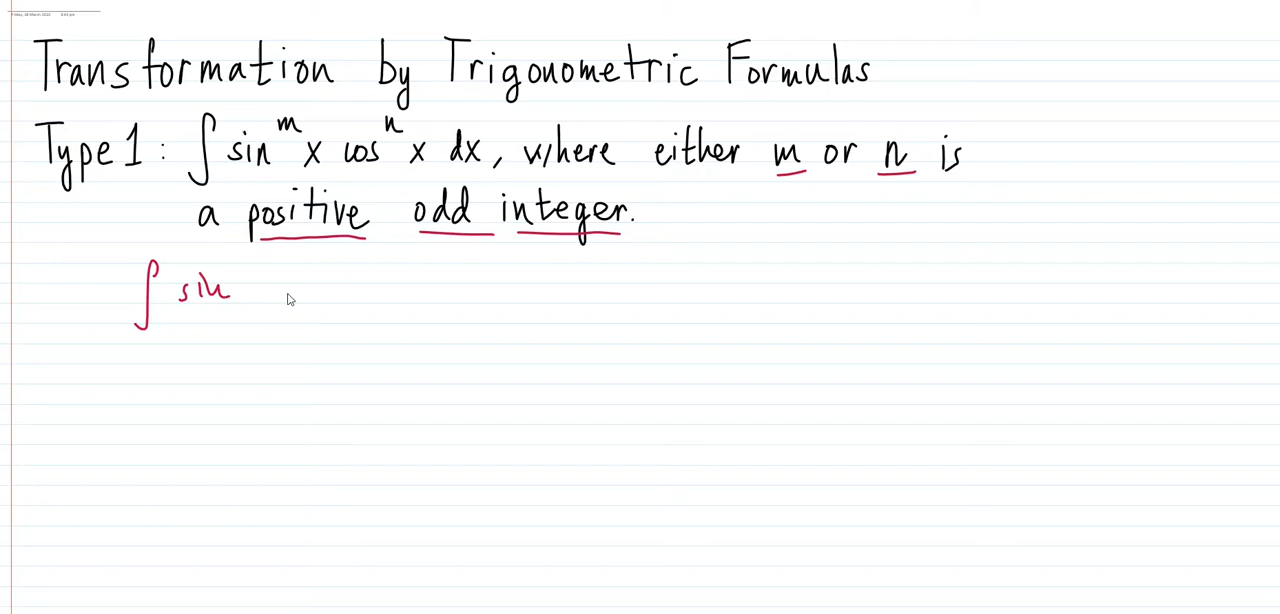 Transformation by Trigonometric Formulas
Type 1: ∫ sin^m x cos^n x dx, where either m or n is
a positive odd integer.
∫ sin